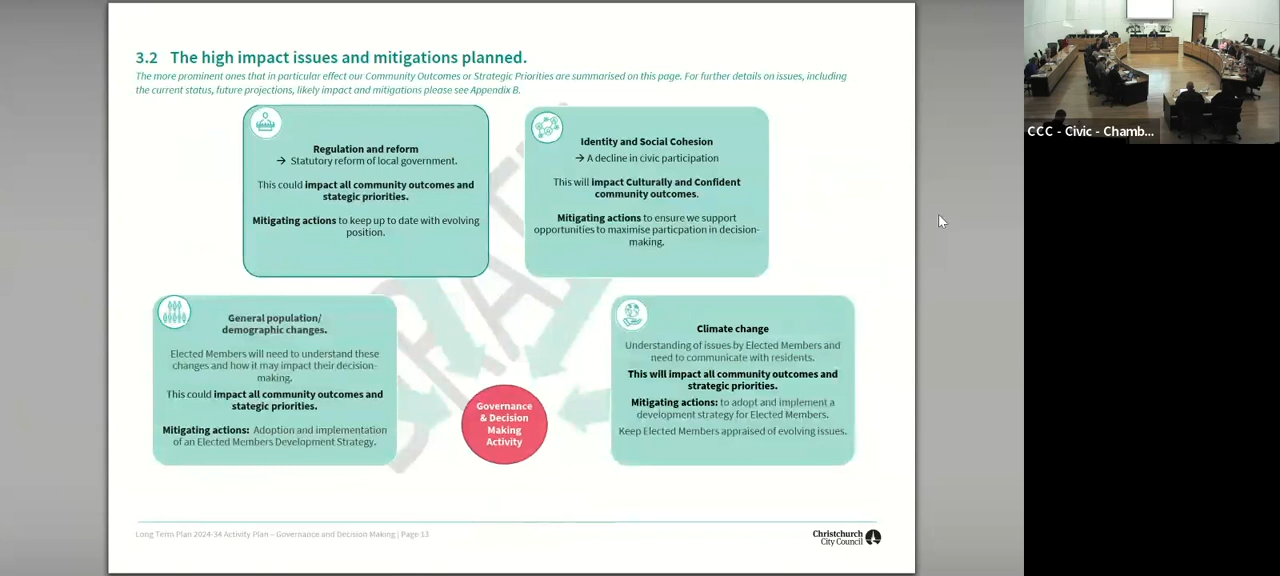 3.2 The high impact issues and mitigations planned.
The more prominent ones that in particular effect our Community Outcomes or Strategic Priorities are summarised on this page. For further details on issues, including
the current status, future projections, likely impact and mitigations please see Appendix B.
Regulation and reform
→ Statutory reform of local government.
This could impact all community outcomes and
stategic priorities.
Mitigating actions to keep up to date with evolving
position.
Identity and Social Cohesion
→ A decline in civic participation
This will impact Culturally and Confident
community outcomes.
Mitigating actions to ensure we support
opportunities to maximise partcipation in decision-
making.
General population/
demographic changes.
Elected Members will need to understand these
changes and how it may impact their decision-
making.
This could impact all community outcomes and
stategic priorities.
Mitigating actions: Adoption and implementation
of an Elected Members Development Strategy.
Climate change
Understanding of issues by Elected Members and
need to communicate with residents.
This will impact all community outcomes and
strategic priorities.
Mitigating actions: to adopt and implement a
development strategy for Elected Members.
Keep Elected Members appraised of evolving issues.
Governance
& Decision
Making
Activity
DRAFT
Long Term Plan 2024-34 Activity Plan – Governance and Decision Making | Page 13
Christchurch
City Council
CCC - Civic - Chamb...